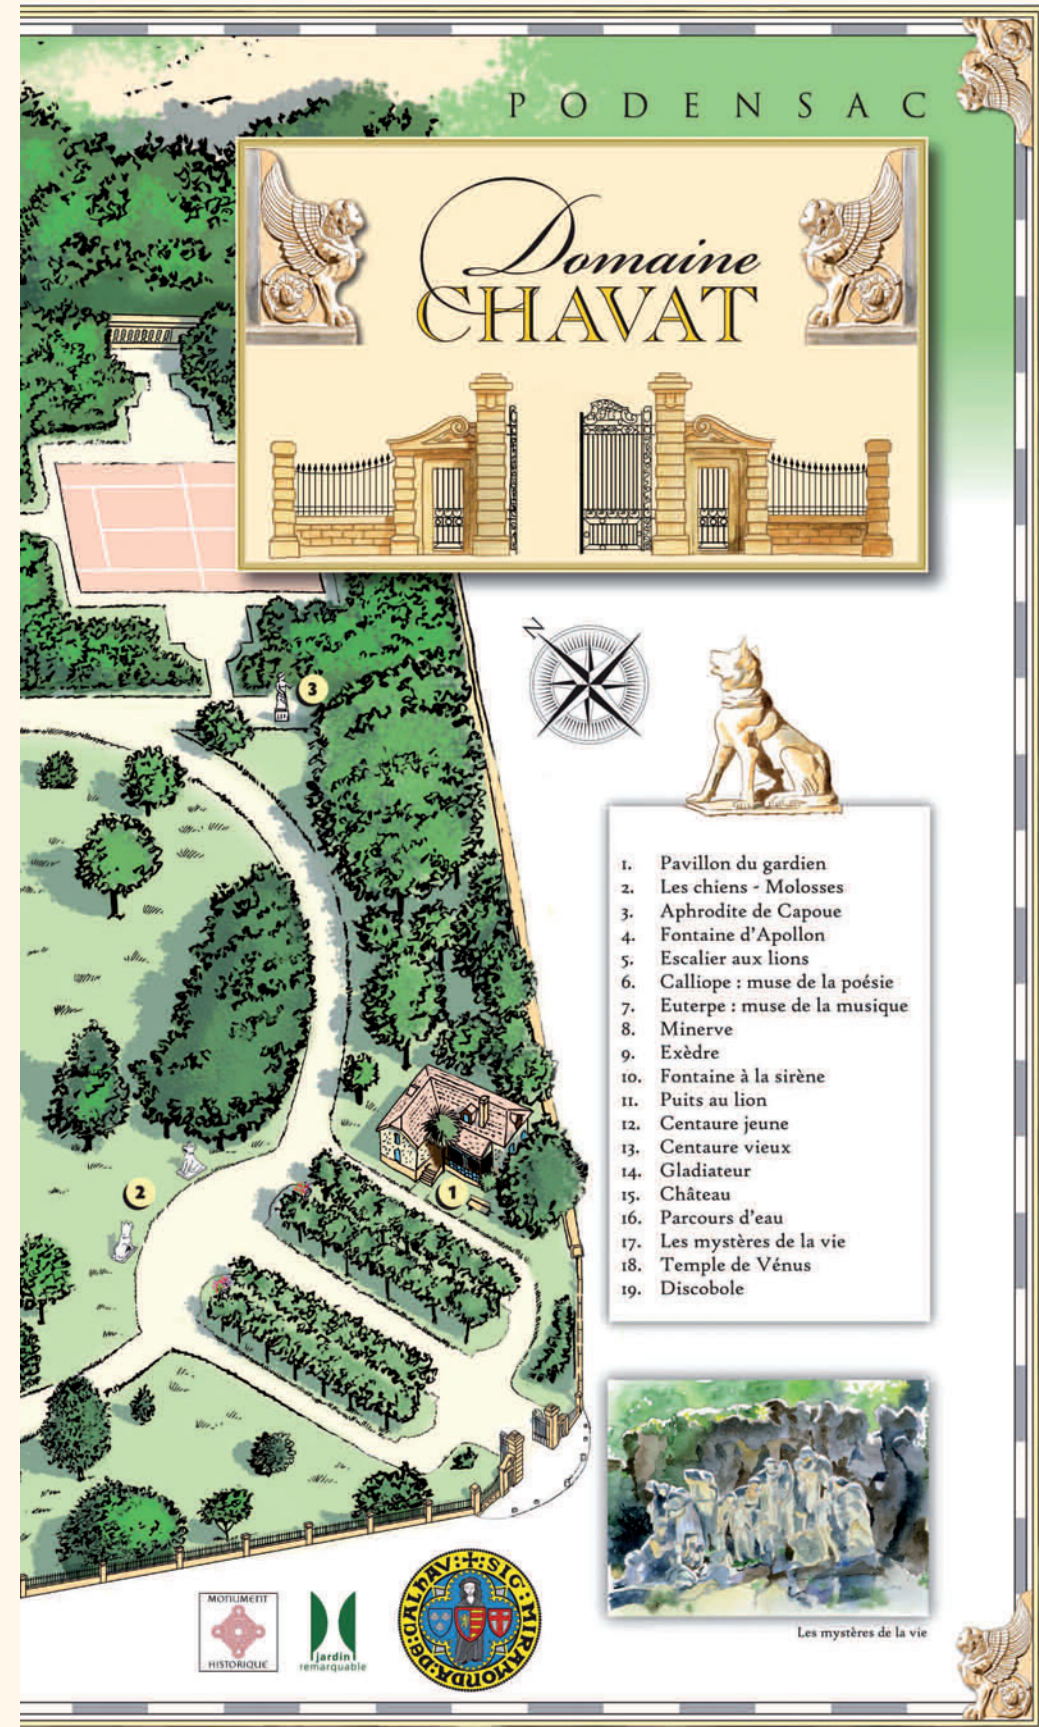 PODENSAC
Domaine
CHAVAT
N
3
1. Pavillon du gardien
2. Les chiens - Molosses
3. Aphrodite de Capoue
4. Fontaine d'Apollon
5. Escalier aux lions
6. Calliope : muse de la poésie
7. Euterpe : muse de la musique
8. Minerve
9. Exèdre
10. Fontaine à la sirène
11. Puits au lion
12. Centaure jeune
13. Centaure vieux
14. Gladiateur
15. Château
16. Parcours d'eau
17. Les mystères de la vie
18. Temple de Vénus
19. Discobole
2
1
MONUMENT
HISTORIQUE
jardin
remarquable
SIG: MIRAMONDA: DE: D: ALHAV:
Les mystères de la vie